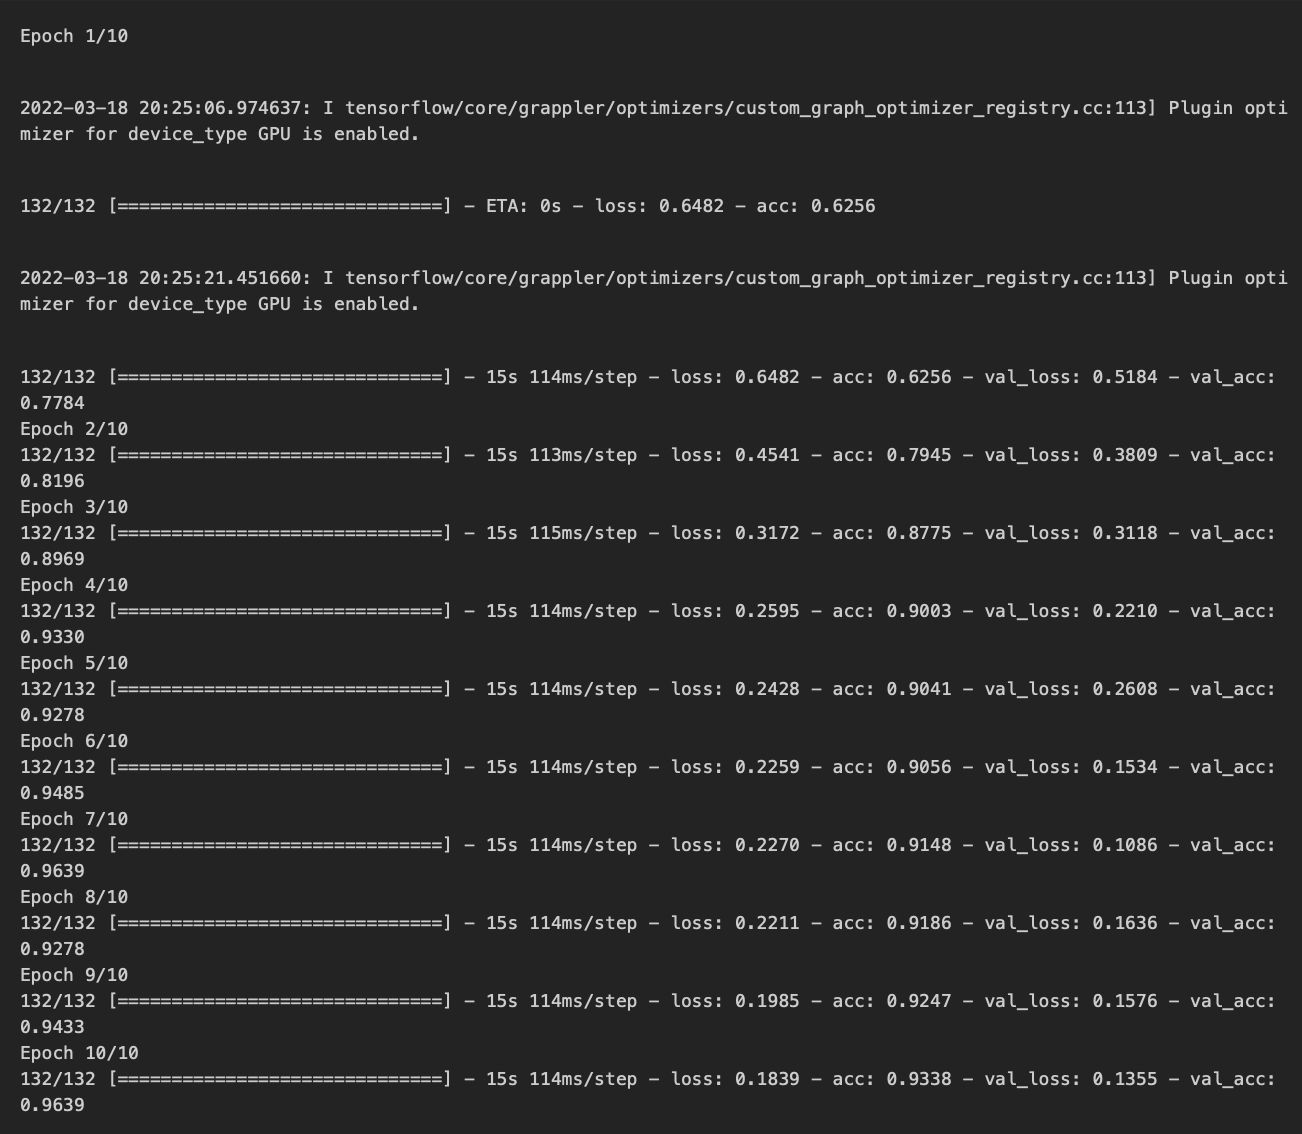 Epoch 1/10
2022-03-18 20:25:06.974637: I tensorflow/core/grappler/optimizers/custom_graph_optimizer_registry.cc:113] Plugin opti
mizer for device_type GPU is enabled.
132/132 [==============================] - ETA: 0s - loss: 0.6482 - acc: 0.6256
2022-03-18 20:25:21.451660: I tensorflow/core/grappler/optimizers/custom_graph_optimizer_registry.cc:113] Plugin opti
mizer for device_type GPU is enabled.
132/132 [==============================] - 15s 114ms/step - loss: 0.6482 - acc: 0.6256 - val_loss: 0.5184 - val_acc:
0.7784
Epoch 2/10
132/132 [==============================] - 15s 113ms/step - loss: 0.4541 - acc: 0.7945 - val_loss: 0.3809 - val_acc:
0.8196
Epoch 3/10
132/132 [==============================] - 15s 115ms/step - loss: 0.3172 - acc: 0.8775 - val_loss: 0.3118 - val_acc:
0.8969
Epoch 4/10
132/132 [==============================] - 15s 114ms/step - loss: 0.2595 - acc: 0.9003 - val_loss: 0.2210 - val_acc:
0.9330
Epoch 5/10
132/132 [==============================] - 15s 114ms/step - loss: 0.2428 - acc: 0.9041 - val_loss: 0.2608 - val_acc:
0.9278
Epoch 6/10
132/132 [==============================] - 15s 114ms/step - loss: 0.2259 - acc: 0.9056 - val_loss: 0.1534 - val_acc:
0.9485
Epoch 7/10
132/132 [==============================] - 15s 114ms/step - loss: 0.2270 - acc: 0.9148 - val_loss: 0.1086 - val_acc:
0.9639
Epoch 8/10
132/132 [==============================] - 15s 114ms/step - loss: 0.2211 - acc: 0.9186 - val_loss: 0.1636 - val_acc:
0.9278
Epoch 9/10
132/132 [==============================] - 15s 114ms/step - loss: 0.1985 - acc: 0.9247 - val_loss: 0.1576 - val_acc:
0.9433
Epoch 10/10
132/132 [==============================] - 15s 114ms/step - loss: 0.1839 - acc: 0.9338 - val_loss: 0.1355 - val_acc:
0.9639